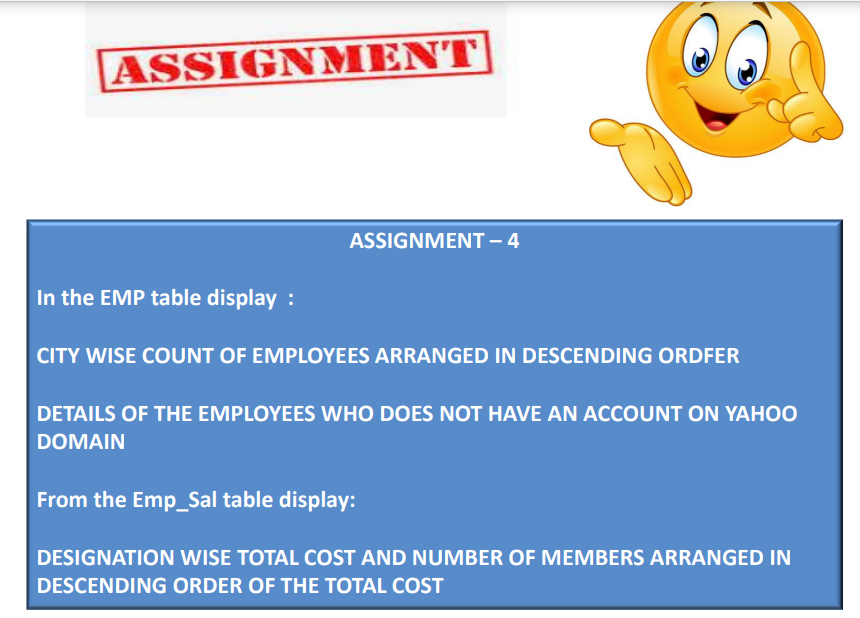 ASSIGNMENT
ASSIGNMENT – 4
In the EMP table display :
CITY WISE COUNT OF EMPLOYEES ARRANGED IN DESCENDING ORDFER
DETAILS OF THE EMPLOYEES WHO DOES NOT HAVE AN ACCOUNT ON YAHOO
DOMAIN
From the Emp_Sal table display:
DESIGNATION WISE TOTAL COST AND NUMBER OF MEMBERS ARRANGED IN
DESCENDING ORDER OF THE TOTAL COST